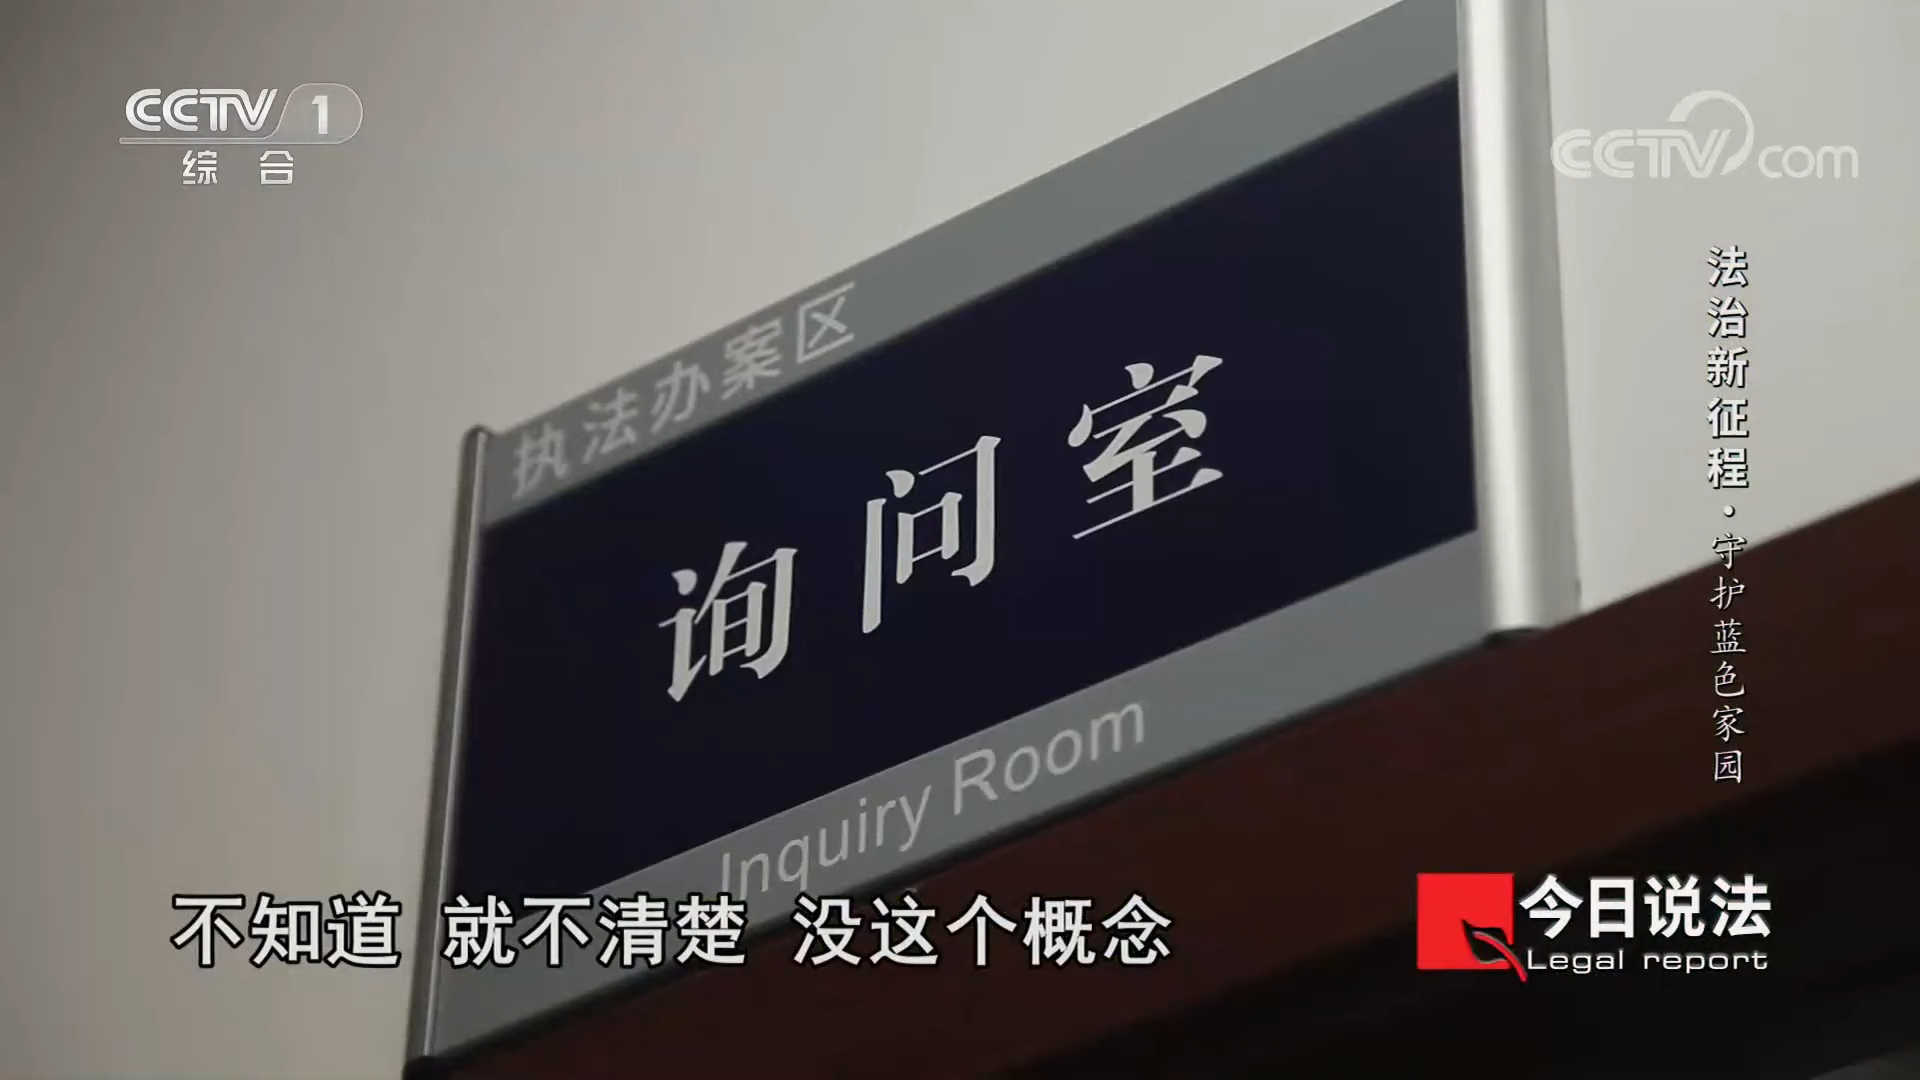 CCTV 1
综合
CCTV com
法治新征程·守护蓝色家园
执法办案区
询问室
Inquiry Room
不知道 就不清楚 没这个概念
今日说法
Legal report